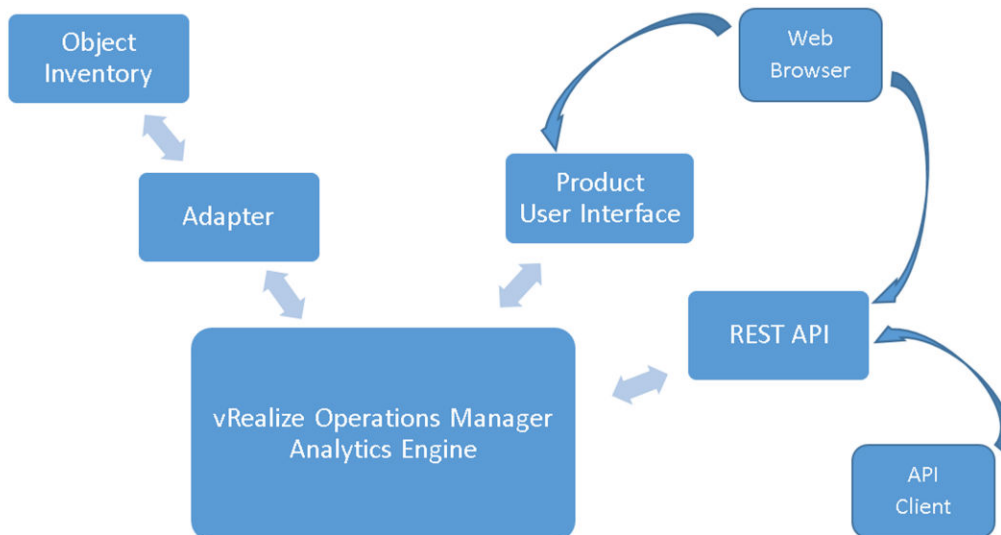 Object
Inventory
Web
Browser
Adapter
Product
User Interface
REST API
vRealize Operations Manager
Analytics Engine
API
Client